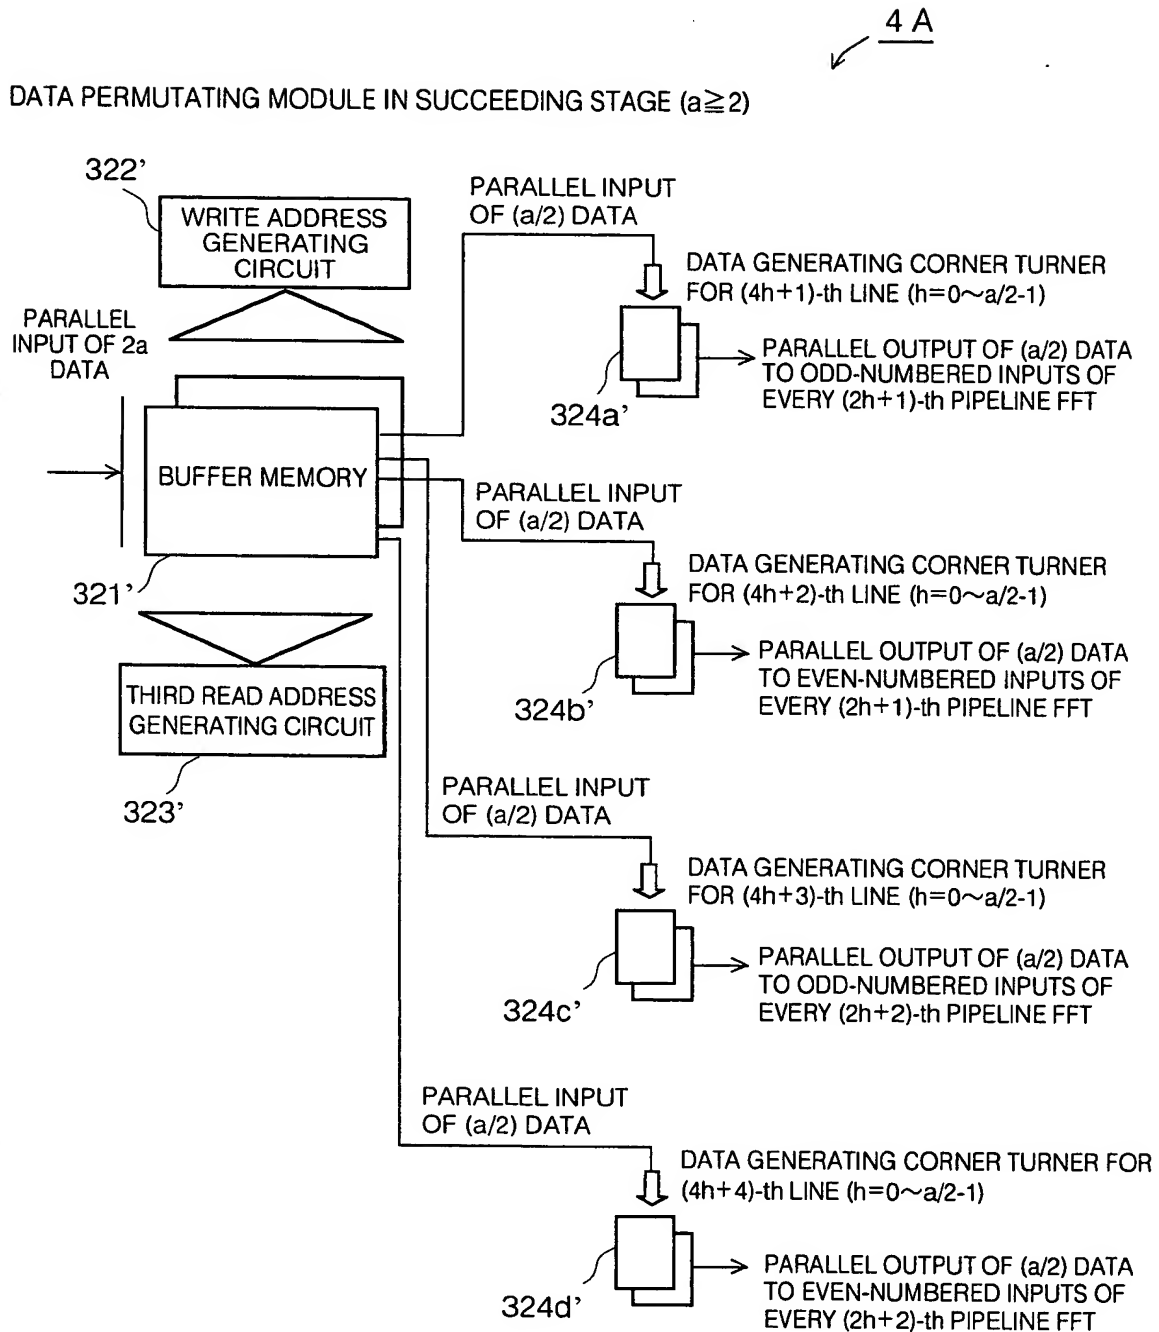 4 A
DATA PERMUTATING MODULE IN SUCCEEDING STAGE (a≧2)
322'
WRITE ADDRESS
GENERATING
CIRCUIT
PARALLEL
INPUT OF 2a
DATA
BUFFER MEMORY
321'
THIRD READ ADDRESS
GENERATING CIRCUIT
323'
PARALLEL INPUT
OF (a/2) DATA
DATA GENERATING CORNER TURNER
FOR (4h+1)-th LINE (h=0~a/2-1)
324a'
PARALLEL OUTPUT OF (a/2) DATA
TO ODD-NUMBERED INPUTS OF
EVERY (2h+1)-th PIPELINE FFT
PARALLEL INPUT
OF (a/2) DATA
DATA GENERATING CORNER TURNER
FOR (4h+2)-th LINE (h=0~a/2-1)
324b'
PARALLEL OUTPUT OF (a/2) DATA
TO EVEN-NUMBERED INPUTS OF
EVERY (2h+1)-th PIPELINE FFT
PARALLEL INPUT
OF (a/2) DATA
DATA GENERATING CORNER TURNER
FOR (4h+3)-th LINE (h=0~a/2-1)
324c'
PARALLEL OUTPUT OF (a/2) DATA
TO ODD-NUMBERED INPUTS OF
EVERY (2h+2)-th PIPELINE FFT
PARALLEL INPUT
OF (a/2) DATA
DATA GENERATING CORNER TURNER FOR
(4h+4)-th LINE (h=0~a/2-1)
324d'
PARALLEL OUTPUT OF (a/2) DATA
TO EVEN-NUMBERED INPUTS OF
EVERY (2h+2)-th PIPELINE FFT